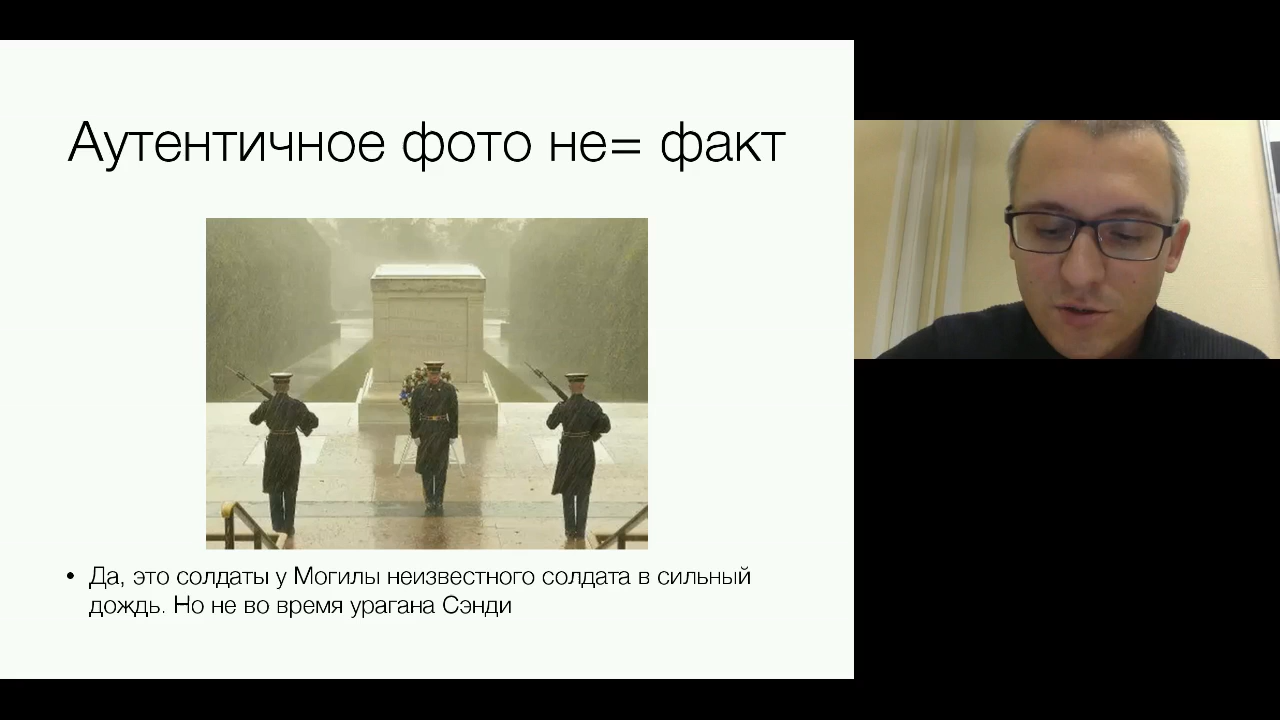 Аутентичное фото не= факт
• Да, это солдаты у Могилы неизвестного солдата в сильный
дождь. Но не во время урагана Сэнди